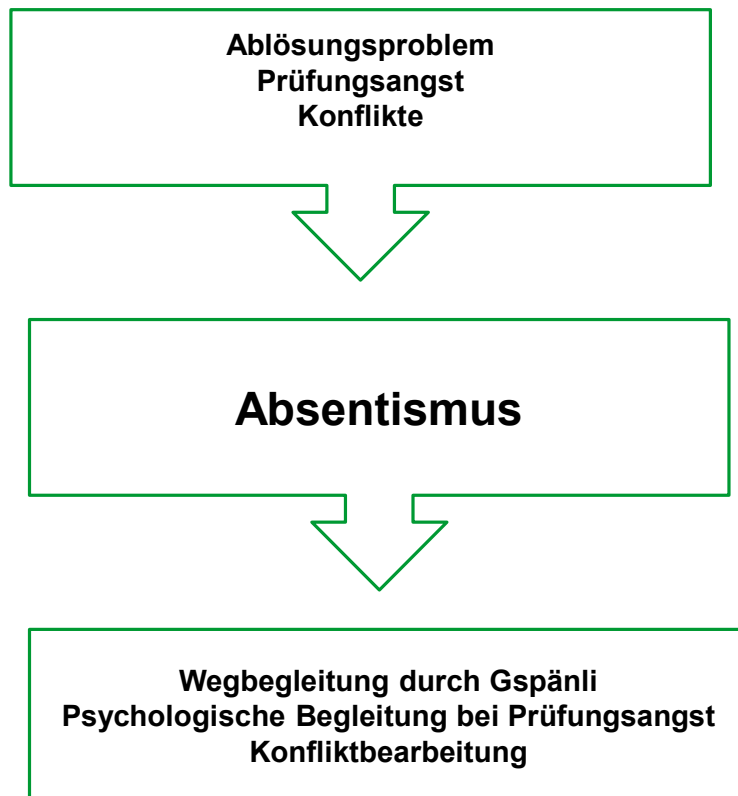 Ablösungsproblem
Prüfungsangst
Konflikte
Absentismus
Wegbegleitung durch Gspänli
Psychologische Begleitung bei Prüfungsangst
Konfliktbearbeitung